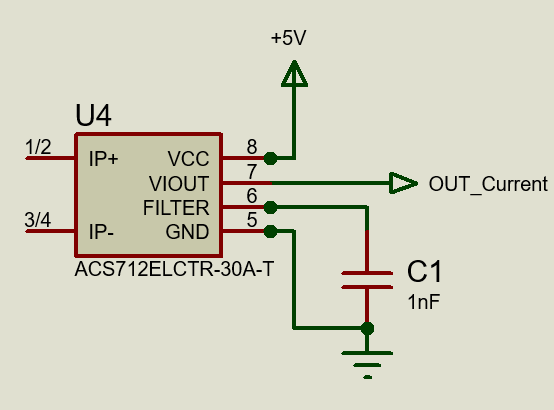 +5V
U4
1/2 IP+ VCC 8
VIOUT 7 OUT_Current
FILTER 6
3/4 IP- GND 5
ACS712ELCTR-30A-T
C1
1nF